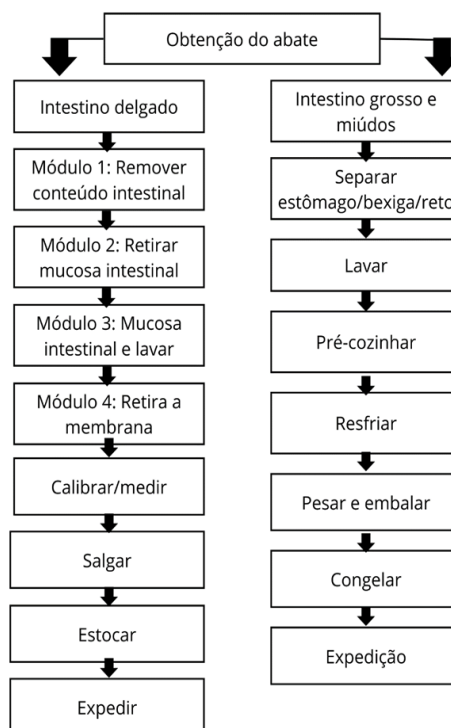 Obtenção do abate
Intestino delgado
Módulo 1: Remover
conteúdo intestinal
Módulo 2: Retirar
mucosa intestinal
Módulo 3: Mucosa
intestinal e lavar
Módulo 4: Retira a
membrana
Calibrar/medir
Salgar
Estocar
Expedir
Intestino grosso e
miúdos
Separar
estômago/bexiga/reto
Lavar
Pré-cozinhar
Resfriar
Pesar e embalar
Congelar
Expedição